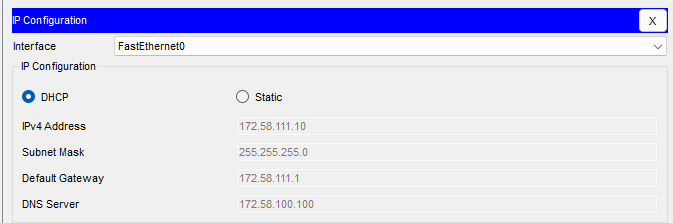 IP Configuration X
Interface FastEthernet0
IP Configuration
DHCP Static
IPv4 Address 172.58.111.10
Subnet Mask 255.255.255.0
Default Gateway 172.58.111.1
DNS Server 172.58.100.100